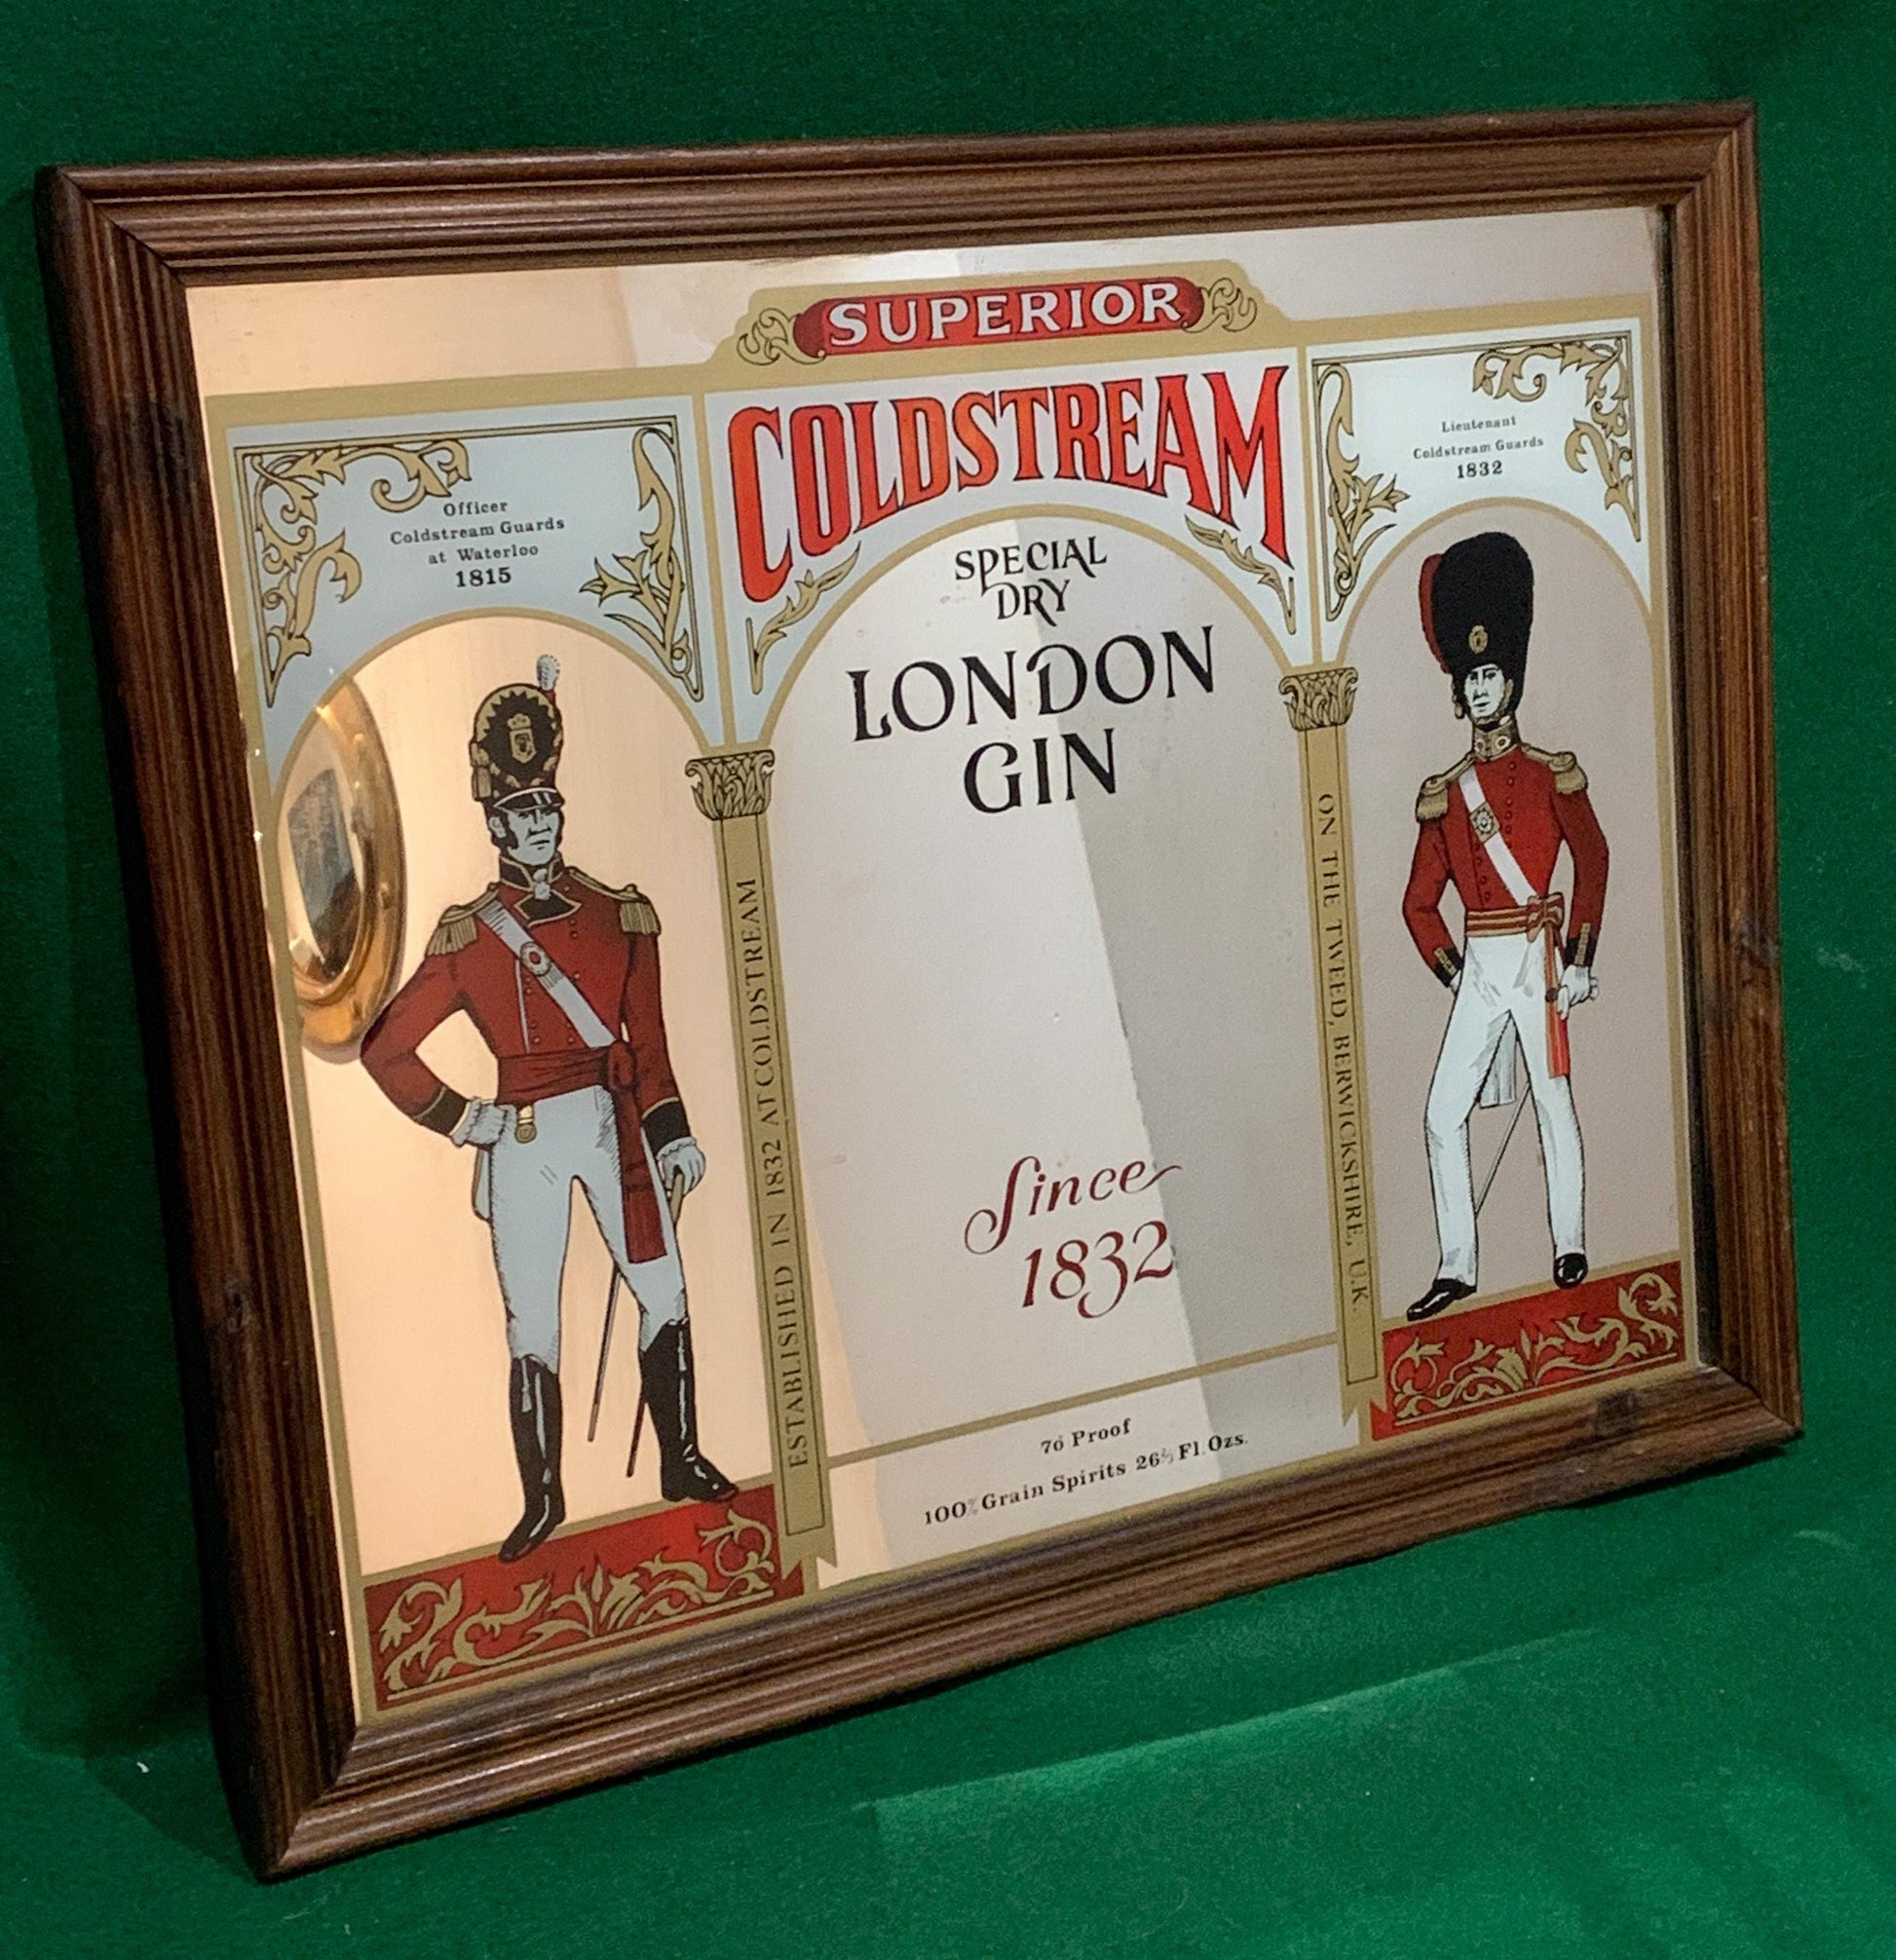 SUPERIOR
COLDSTREAM
Officer
Coldstream Guards
at Waterloo
1815
SPECIAL
DRY
LONDON
GIN
Since
1832
Lieutenant
Coldstream Guards
1832
ESTABLISHED IN 1832 AT COLDSTREAM
ON THE TWEED, BERWICKSHIRE, U.K.
70° Proof
100% Grain Spirits 26⅔ Fl. Ozs.